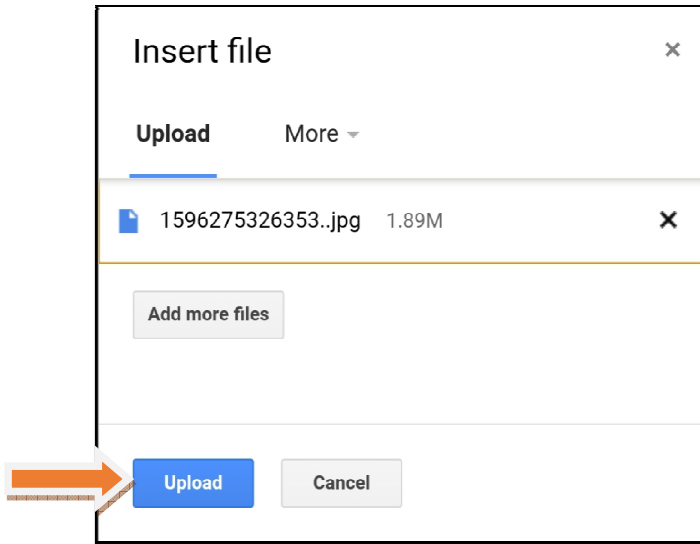 Insert file
Upload More
1596275326353..jpg 1.89M
Add more files
Upload Cancel